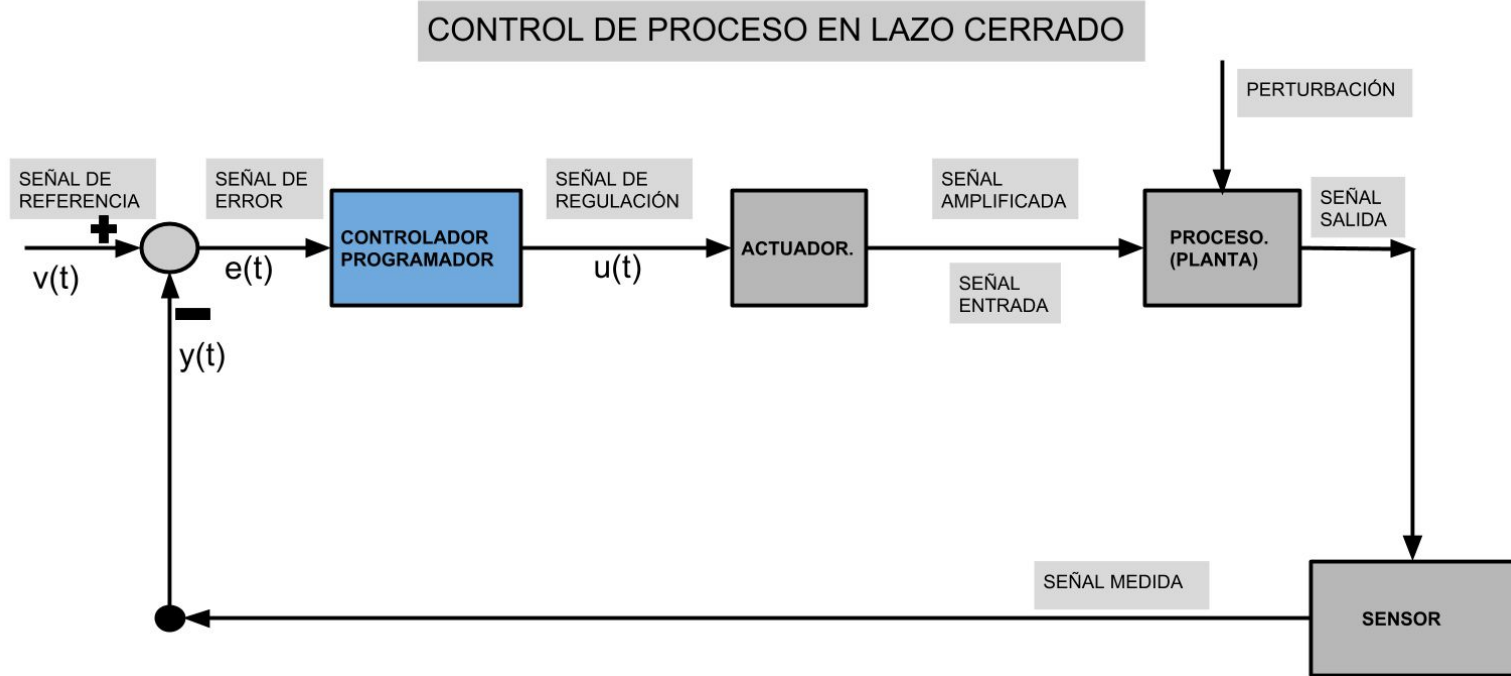 CONTROL DE PROCESO EN LAZO CERRADO
PERTURBACIÓN
SEÑAL DE
REFERENCIA
+
v(t)
SEÑAL DE
ERROR
e(t)
CONTROLADOR
PROGRAMADOR
SEÑAL DE
REGULACIÓN
u(t)
ACTUADOR.
SEÑAL
AMPLIFICADA
SEÑAL
ENTRADA
PROCESO.
(PLANTA)
SEÑAL
SALIDA
−
y(t)
SEÑAL MEDIDA
SENSOR